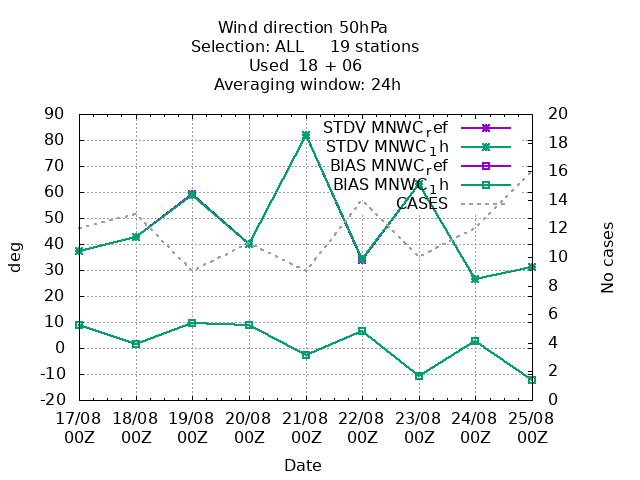 Wind direction 50hPa
Selection: ALL 19 stations
Used 18 + 06
Averaging window: 24h
90 20
80 18
70 16
60 14
50 12
40 10
30 8
20 6
10 4
0 2
-10 0
-20
STDV MNWC_ref
STDV MNWC_1h
BIAS MNWC_ref
BIAS MNWC_1h
CASES
deg
No cases
17/08 18/08 19/08 20/08 21/08 22/08 23/08 24/08 25/08
00Z 00Z 00Z 00Z 00Z 00Z 00Z 00Z 00Z
Date